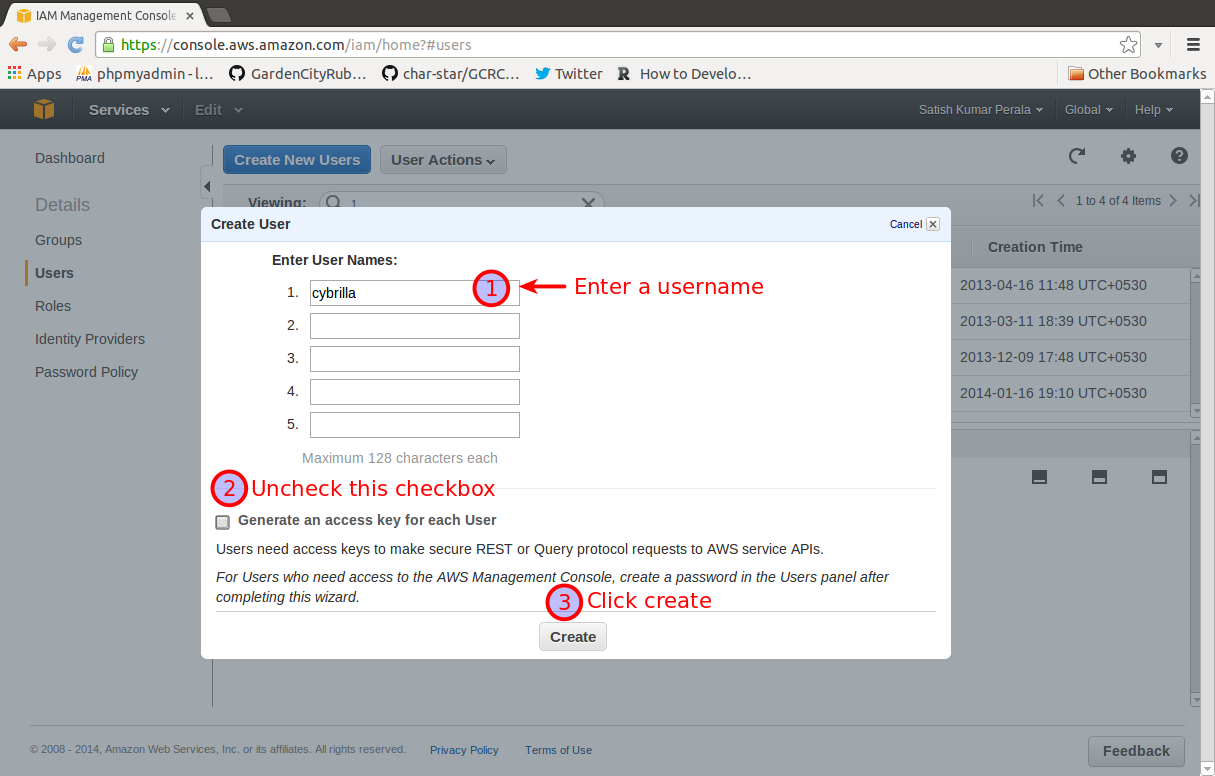 IAM Management Console
https://console.aws.amazon.com/iam/home?#users
Apps
phpmyadmin - l...
GardenCityRub...
char-star/GCRC...
Twitter
How to Develo...
Other Bookmarks
Services
Edit
Satish Kumar Perala
Global
Help
Dashboard
Details
Groups
Users
Roles
Identity Providers
Password Policy
Create New Users
User Actions
Viewing:
1
1 to 4 of 4 Items
Creation Time
2013-04-16 11:48 UTC+0530
2013-03-11 18:39 UTC+0530
2013-12-09 17:48 UTC+0530
2014-01-16 19:10 UTC+0530
Create User
Cancel
Enter User Names:
1. cybrilla
1 Enter a username
2.
3.
4.
5.
Maximum 128 characters each
2 Uncheck this checkbox
Generate an access key for each User
Users need access keys to make secure REST or Query protocol requests to AWS service APIs.
For Users who need access to the AWS Management Console, create a password in the Users panel after
completing this wizard.
3 Click create
Create
© 2008 - 2014, Amazon Web Services, Inc. or its affiliates. All rights reserved.
Privacy Policy
Terms of Use
Feedback